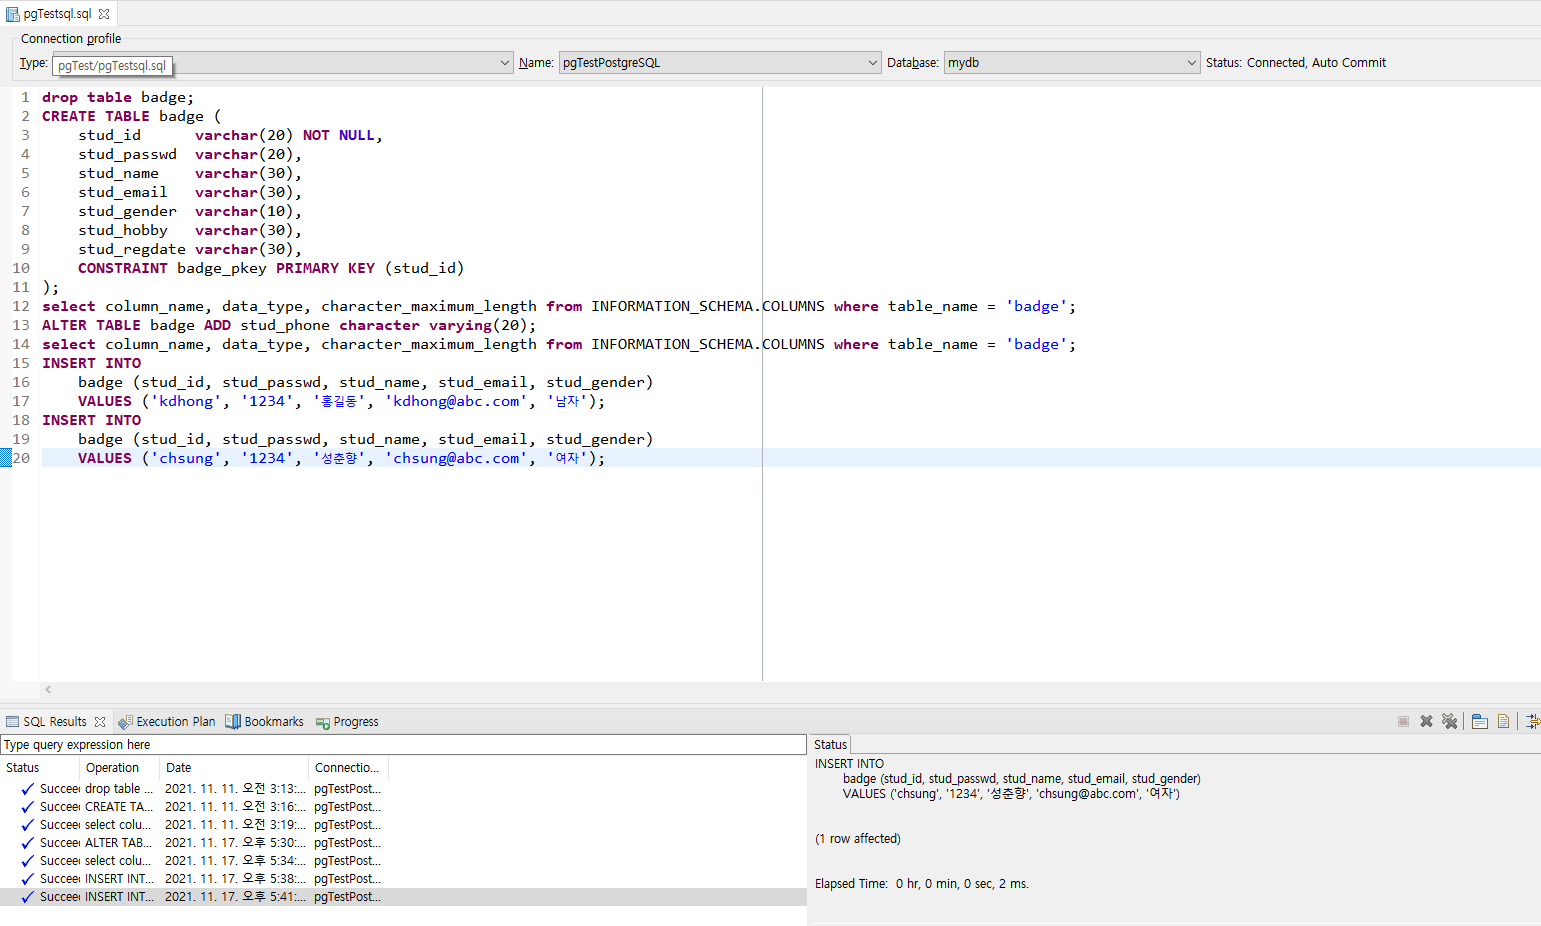 pgTestsql.sql
Connection profile
Type: pgTest/pgTestsql.sql Name: pgTestPostgreSQL Database: mydb Status: Connected, Auto Commit
1 drop table badge;
2 CREATE TABLE badge (
3 stud_id varchar(20) NOT NULL,
4 stud_passwd varchar(20),
5 stud_name varchar(30),
6 stud_email varchar(30),
7 stud_gender varchar(10),
8 stud_hobby varchar(30),
9 stud_regdate varchar(30),
10 CONSTRAINT badge_pkey PRIMARY KEY (stud_id)
11 );
12 select column_name, data_type, character_maximum_length from INFORMATION_SCHEMA.COLUMNS where table_name = 'badge';
13 ALTER TABLE badge ADD stud_phone character varying(20);
14 select column_name, data_type, character_maximum_length from INFORMATION_SCHEMA.COLUMNS where table_name = 'badge';
15 INSERT INTO
16 badge (stud_id, stud_passwd, stud_name, stud_email, stud_gender)
17 VALUES ('kdhong', '1234', '홍길동', 'kdhong@abc.com', '남자');
18 INSERT INTO
19 badge (stud_id, stud_passwd, stud_name, stud_email, stud_gender)
20 VALUES ('chsung', '1234', '성춘향', 'chsung@abc.com', '여자');
SQL Results Execution Plan Bookmarks Progress
Type query expression here
Status Operation Date Connectio...
Succee drop table ... 2021. 11. 11. 오전 3:13:... pgTestPost...
Succee CREATE TA... 2021. 11. 11. 오전 3:16:... pgTestPost...
Succee select colu... 2021. 11. 11. 오전 3:19:... pgTestPost...
Succee ALTER TAB... 2021. 11. 17. 오후 5:30:... pgTestPost...
Succee select colu... 2021. 11. 17. 오후 5:34:... pgTestPost...
Succee INSERT INT... 2021. 11. 17. 오후 5:38:... pgTestPost...
Succee INSERT INT... 2021. 11. 17. 오후 5:41:... pgTestPost...
Status
INSERT INTO
badge (stud_id, stud_passwd, stud_name, stud_email, stud_gender)
VALUES ('chsung', '1234', '성춘향', 'chsung@abc.com', '여자')
(1 row affected)
Elapsed Time: 0 hr, 0 min, 0 sec, 2 ms.